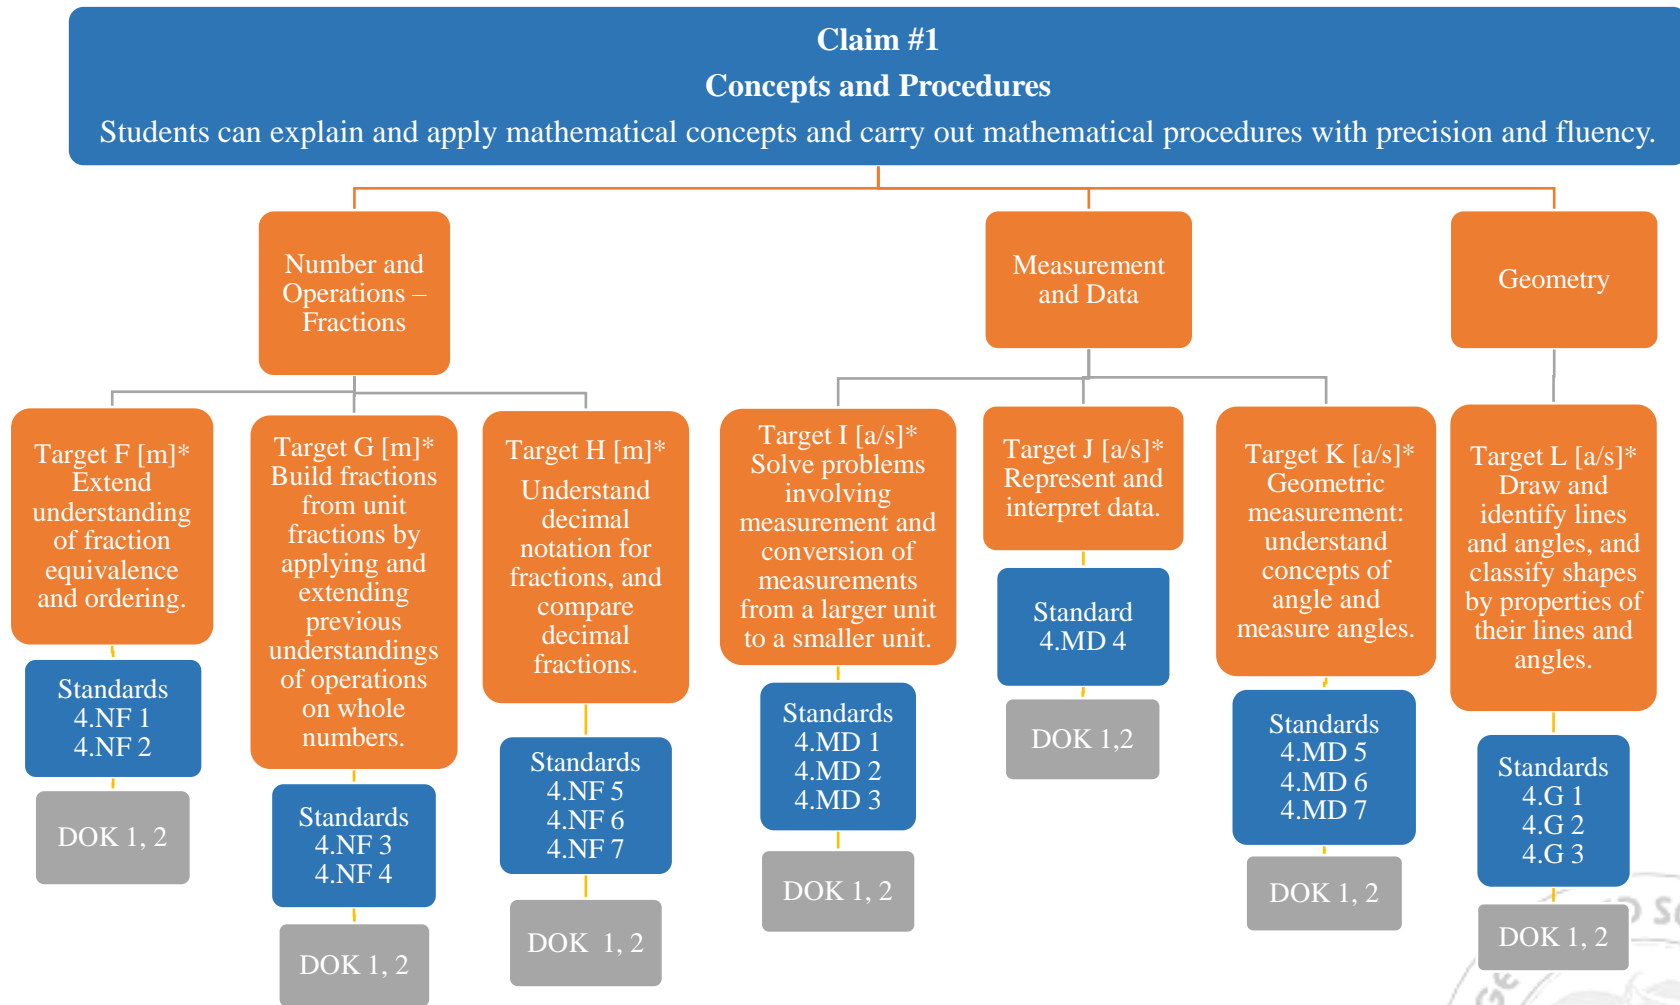 Claim #1
Concepts and Procedures
Students can explain and apply mathematical concepts and carry out mathematical procedures with precision and fluency.
Number and
Operations –
Fractions
Measurement
and Data
Geometry
Target F [m]*
Extend
understanding
of fraction
equivalence
and ordering.
Standards
4.NF 1
4.NF 2
DOK 1, 2
Target G [m]*
Build fractions
from unit
fractions by
applying and
extending
previous
understandings
of operations
on whole
numbers.
Standards
4.NF 3
4.NF 4
DOK 1, 2
Target H [m]*
Understand
decimal
notation for
fractions, and
compare
decimal
fractions.
Standards
4.NF 5
4.NF 6
4.NF 7
DOK 1, 2
Target I [a/s]*
Solve problems
involving
measurement and
conversion of
measurements
from a larger unit
to a smaller unit.
Standards
4.MD 1
4.MD 2
4.MD 3
DOK 1, 2
Target J [a/s]*
Represent and
interpret data.
Standard
4.MD 4
DOK 1,2
Target K [a/s]*
Geometric
measurement:
understand
concepts of
angle and
measure angles.
Standards
4.MD 5
4.MD 6
4.MD 7
DOK 1, 2
Target L [a/s]*
Draw and
identify lines
and angles, and
classify shapes
by properties of
their lines and
angles.
Standards
4.G 1
4.G 2
4.G 3
DOK 1, 2